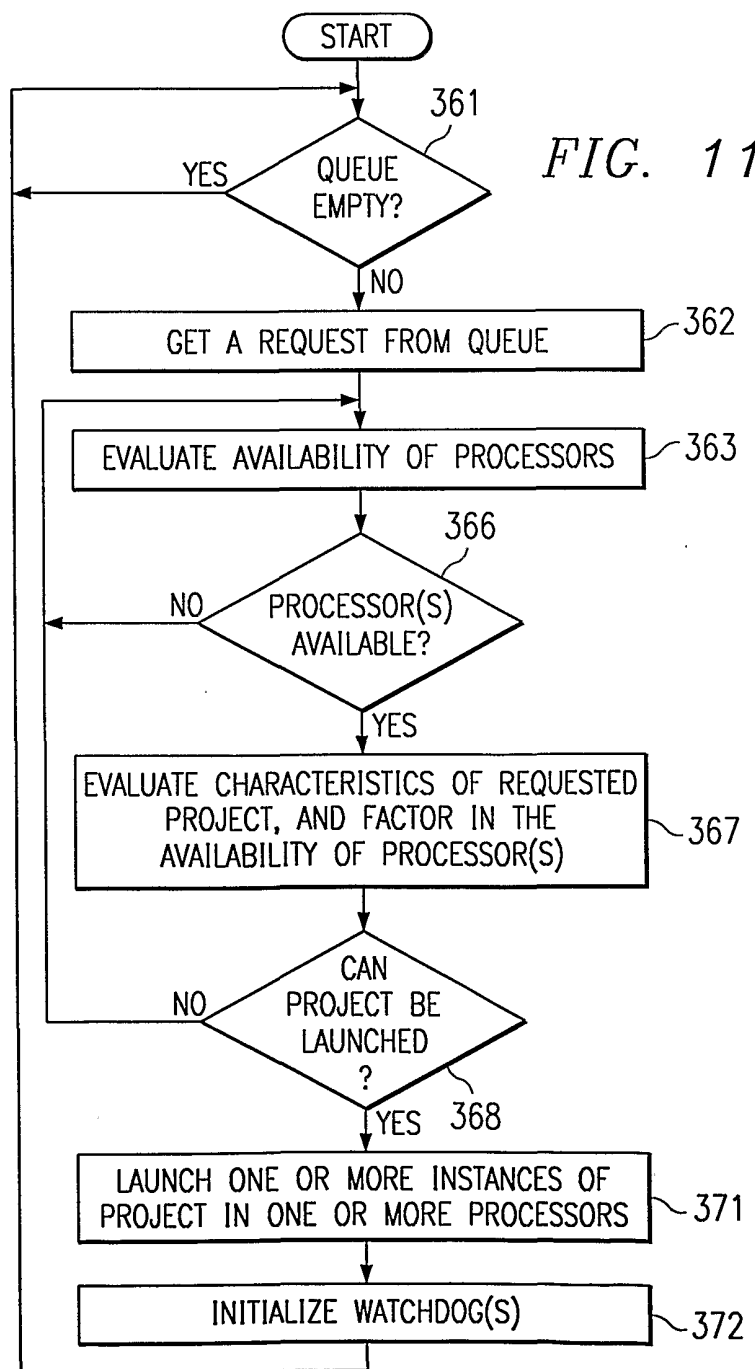 START
361
FIG. 11
YES
QUEUE
EMPTY?
NO
GET A REQUEST FROM QUEUE
362
EVALUATE AVAILABILITY OF PROCESSORS
363
366
NO
PROCESSOR(S)
AVAILABLE?
YES
EVALUATE CHARACTERISTICS OF REQUESTED
PROJECT, AND FACTOR IN THE
AVAILABILITY OF PROCESSOR(S)
367
NO
CAN
PROJECT BE
LAUNCHED
?
368
YES
LAUNCH ONE OR MORE INSTANCES OF
PROJECT IN ONE OR MORE PROCESSORS
371
INITIALIZE WATCHDOG(S)
372